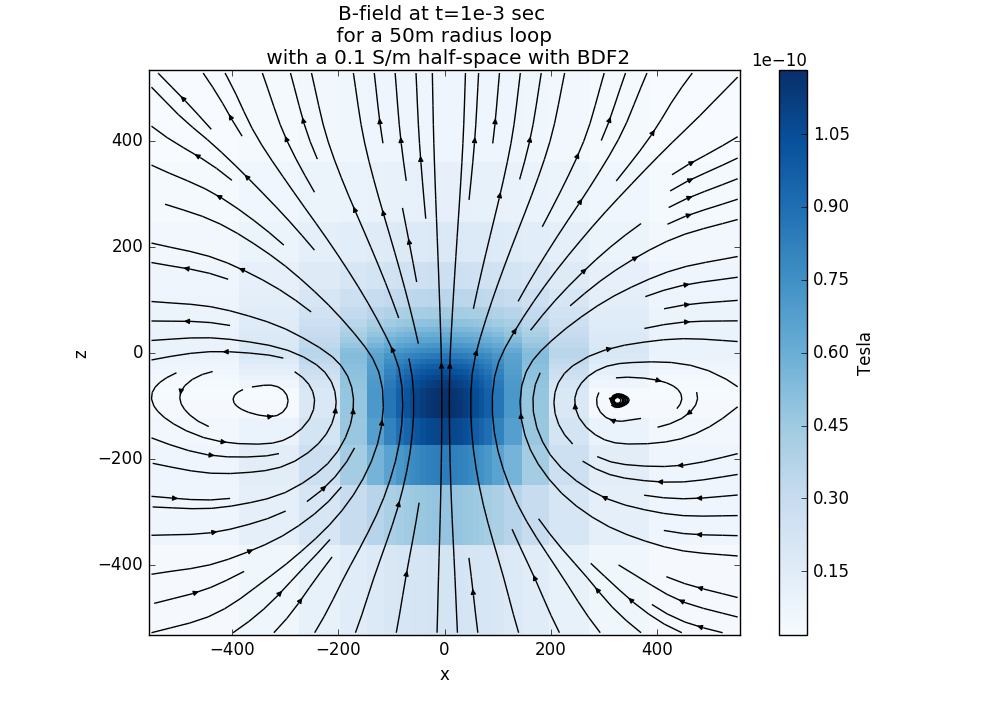 B-field at t=1e-3 sec
for a 50m radius loop
with a 0.1 S/m half-space with BDF2
1e−10
400
200
0
−200
−400
z
−400 −200 0 200 400
x
1.05
0.90
0.75
0.60
0.45
0.30
0.15
Tesla